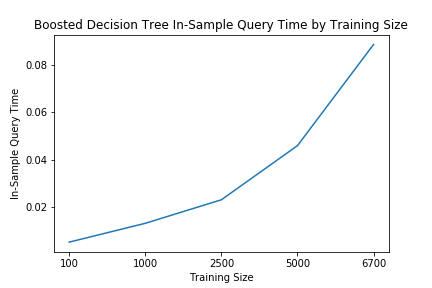 Boosted Decision Tree In-Sample Query Time by Training Size
0.08
0.06
0.04
0.02
In-Sample Query Time
100 1000 2500 5000 6700
Training Size